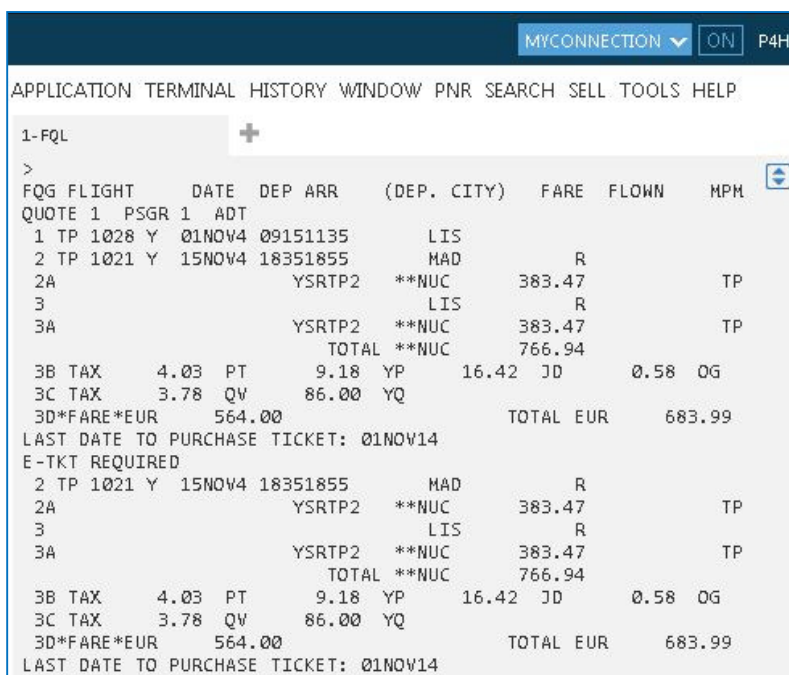 MYCONNECTION ON P4H
APPLICATION TERMINAL HISTORY WINDOW PNR SEARCH SELL TOOLS HELP
1-FQL
>
FQG FLIGHT DATE DEP ARR (DEP. CITY) FARE FLOWN MPM
QUOTE 1 PSGR 1 ADT
1 TP 1028 Y 01NOV4 09151135 LIS
2 TP 1021 Y 15NOV4 18351855 MAD R
2A YSRTP2 **NUC 383.47 TP
3 LIS R
3A YSRTP2 **NUC 383.47 TP
TOTAL **NUC 766.94
3B TAX 4.03 PT 9.18 YP 16.42 JD 0.58 OG
3C TAX 3.78 QV 86.00 YQ
3D*FARE*EUR 564.00 TOTAL EUR 683.99
LAST DATE TO PURCHASE TICKET: 01NOV14
E-TKT REQUIRED
2 TP 1021 Y 15NOV4 18351855 MAD R
2A YSRTP2 **NUC 383.47 TP
3 LIS R
3A YSRTP2 **NUC 383.47 TP
TOTAL **NUC 766.94
3B TAX 4.03 PT 9.18 YP 16.42 JD 0.58 OG
3C TAX 3.78 QV 86.00 YQ
3D*FARE*EUR 564.00 TOTAL EUR 683.99
LAST DATE TO PURCHASE TICKET: 01NOV14